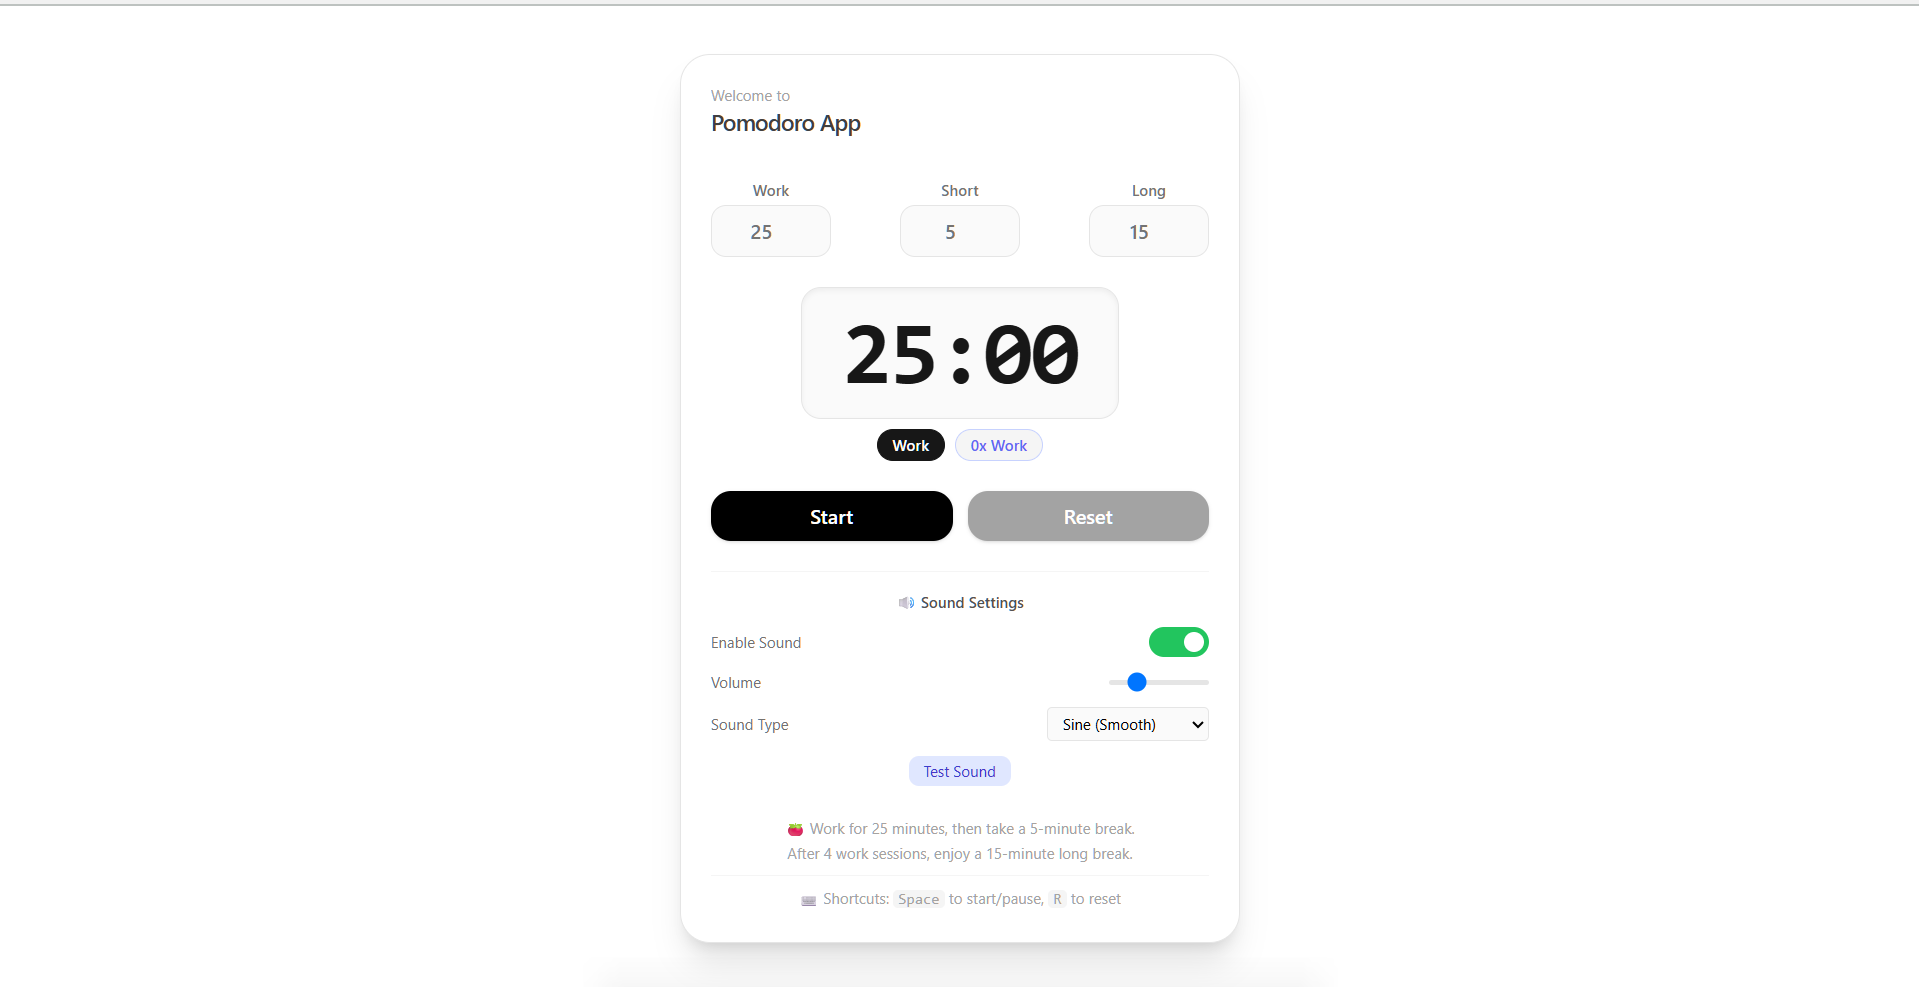 Welcome to
Pomodoro App
Work Short Long
25 5 15
25:00
Work 0x Work
Start Reset
🔊 Sound Settings
Enable Sound
Volume
Sound Type Sine (Smooth)
Test Sound
🍅 Work for 25 minutes, then take a 5-minute break.
After 4 work sessions, enjoy a 15-minute long break.
⌨️ Shortcuts: Space to start/pause, R to reset